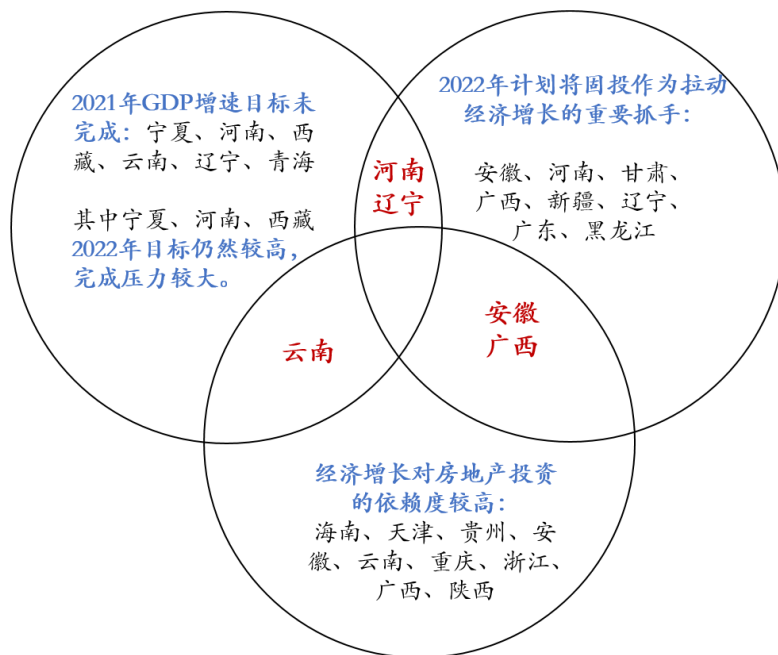 2021年GDP增速目标未
完成：宁夏、河南、西
藏、云南、辽宁、青海
其中宁夏、河南、西藏
2022年目标仍然较高，
完成压力较大。
河南
辽宁
2022年计划将固投作为拉动
经济增长的重要抓手：
安徽、河南、甘肃、
广西、新疆、辽宁、
广东、黑龙江
云南
安徽
广西
经济增长对房地产投资
的依赖度较高：
海南、天津、贵州、安
徽、云南、重庆、浙江、
广西、陕西